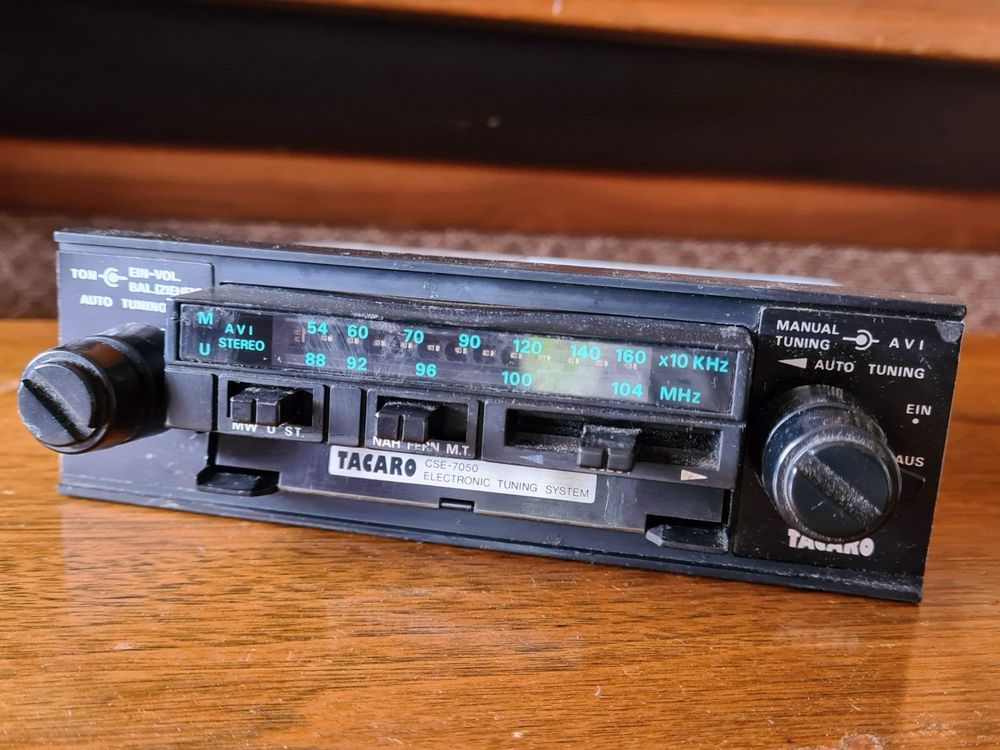 TON EIN-VOL.
BAL.(ZIEHEN)
AUTO TUNING
M AVI 54 60 70 90 120 140 160 x10 KHz
U STEREO 88 92 96 100 104 MHz
MW U ST.
NAH FERN M.T.
TACARO CSE-7050
ELECTRONIC TUNING SYSTEM
MANUAL
TUNING AVI
AUTO TUNING
EIN
AUS
TACARO